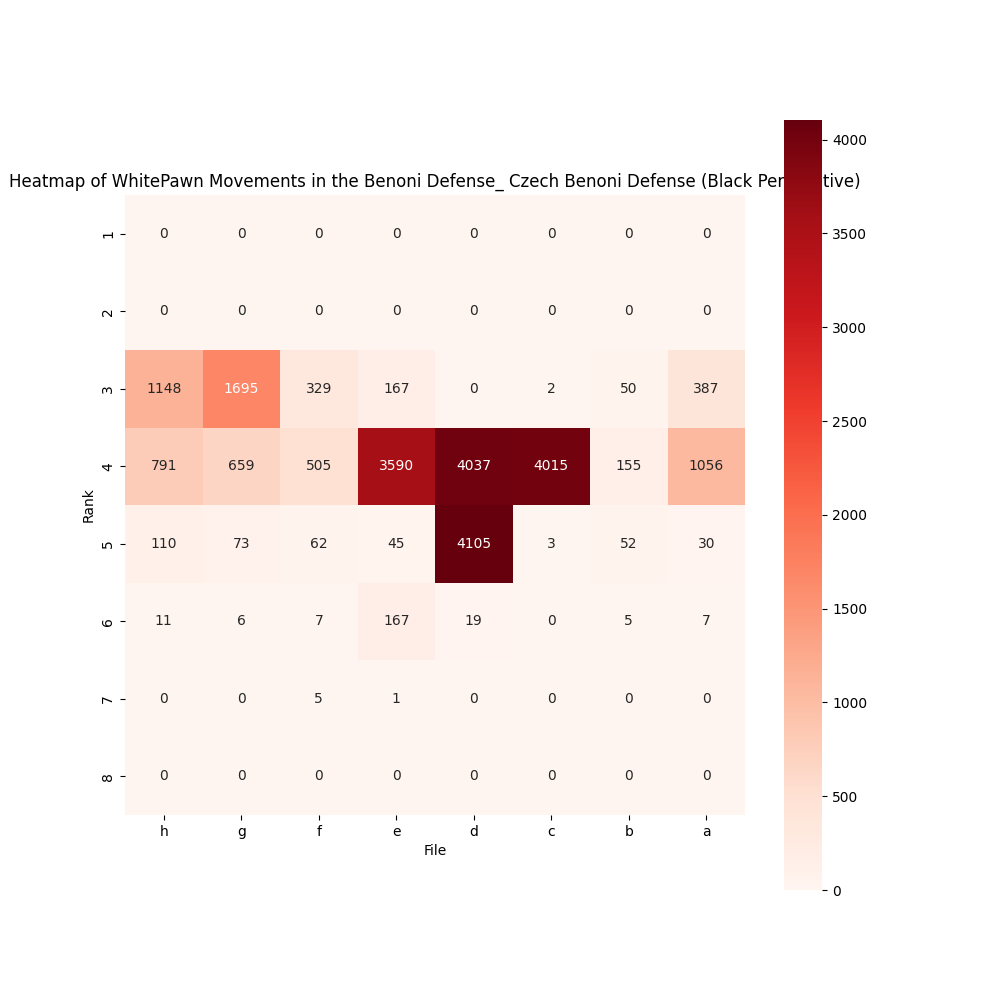 Heatmap of WhitePawn Movements in the Benoni Defense_ Czech Benoni Defense (Black Per tive)
4000
3500
3000
2500
2000
1500
1000
500
0
Rank
1 0 0 0 0 0 0 0 0
2 0 0 0 0 0 0 0 0
3 1148 1695 329 167 0 2 50 387
4 791 659 505 3590 4037 4015 155 1056
5 110 73 62 45 4105 3 52 30
6 11 6 7 167 19 0 5 7
7 0 0 5 1 0 0 0 0
8 0 0 0 0 0 0 0 0
h g f e d c b a
File